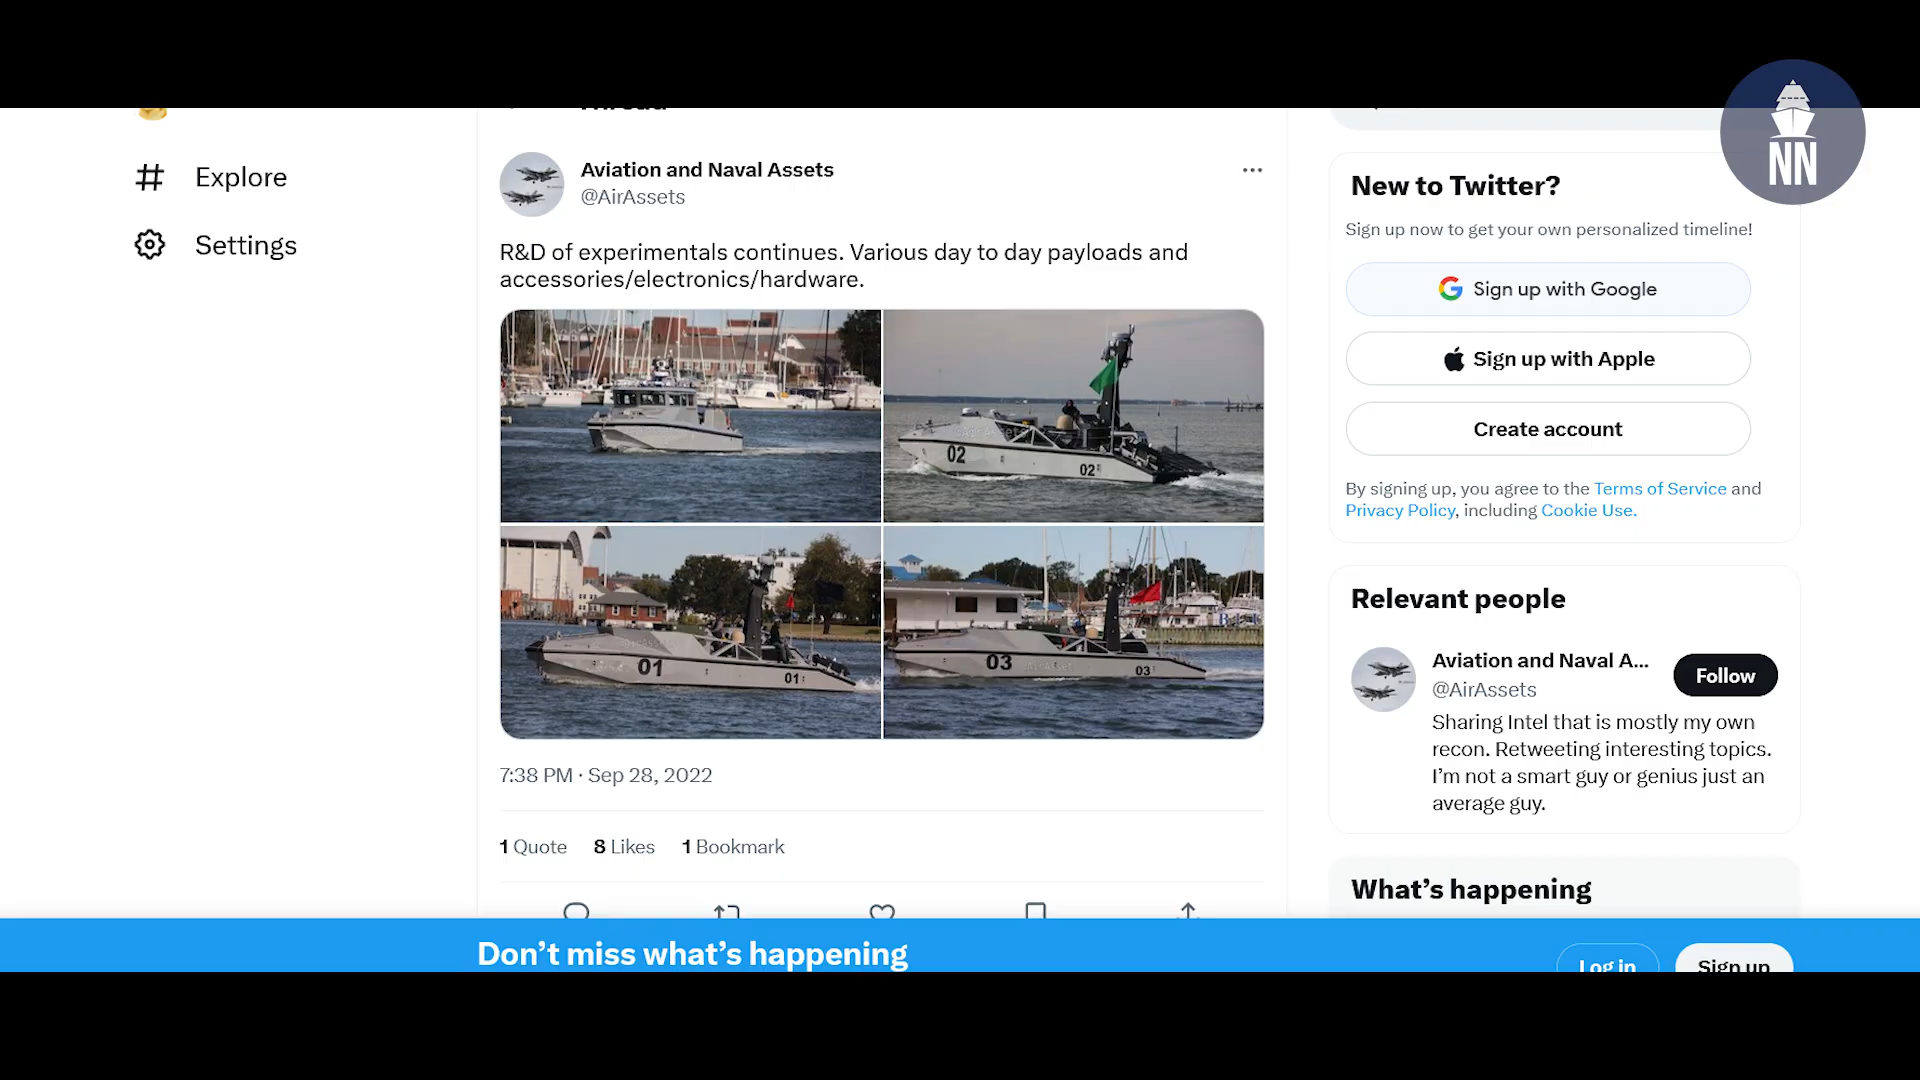 Explore
Settings
Aviation and Naval Assets
@AirAssets
R&D of experimentals continues. Various day to day payloads and
accessories/electronics/hardware.
02
02
01
01
03
03
7:38 PM · Sep 28, 2022
1 Quote 8 Likes 1 Bookmark
NN
New to Twitter?
Sign up now to get your own personalized timeline!
Sign up with Google
Sign up with Apple
Create account
By signing up, you agree to the Terms of Service and
Privacy Policy, including Cookie Use.
Relevant people
Aviation and Naval A...
@AirAssets
Follow
Sharing Intel that is mostly my own
recon. Retweeting interesting topics.
I'm not a smart guy or genius just an
average guy.
What's happening
Don't miss what's happening
Log in
Sign up